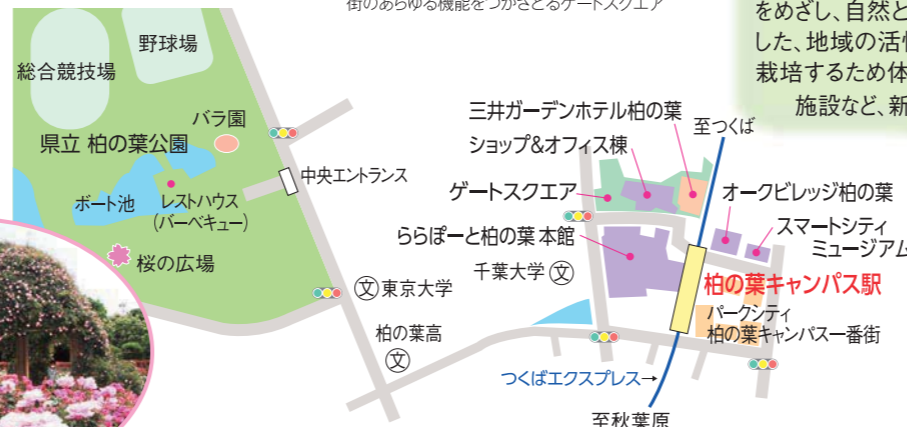 街のあらゆる機能をつかさどるゲートスクエア
をめざし、自然と
した、地域の活
栽培するため体
施設など、新
野球場
総合競技場
バラ園
県立 柏の葉公園
中央エントランス
ボート池
レストハウス
(バーベキュー)
桜の広場
文 東京大学
柏の葉高
文
三井ガーデンホテル柏の葉
至つくば
ショップ&オフィス棟
ゲートスクエア
オークビレッジ柏の葉
ららぽーと柏の葉 本館
スマートシティ
ミュージアム
千葉大学 文
柏の葉キャンパス駅
パークシティ
柏の葉キャンパス一番街
つくばエクスプレス→
至秋葉原